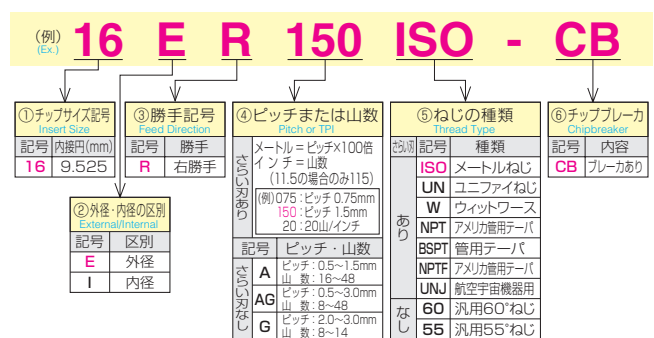 (例) 16 E R 150 ISO - CB
(Ex.)
①チップサイズ記号
Insert Size
記号 内接円(mm)
16 9.525
②外径・内径の区別
External/Internal
記号 区別
E 外径
I 内径
③勝手記号
Feed Direction
記号 勝手
R 右勝手
④ピッチまたは山数
Pitch or TPI
さらい刃あり
メートル=ピッチ×100倍
インチ=山数
(11.5の場合のみ115)
(例)075:ピッチ 0.75mm
150:ピッチ 1.5mm
20:20山/インチ
記号 ピッチ・山数
さらい刃なし
A ピッチ:0.5~1.5mm
山 数:16~48
AG ピッチ:0.5~3.0mm
山 数:8~48
G ピッチ:2.0~3.0mm
山 数:8~14
⑤ねじの種類
Thread Type
さらい刃 記号 種類
あり
ISO メートルねじ
UN ユニファイねじ
W ウィットワース
NPT アメリカ管用テーパ
BSPT 管用テーパ
NPTF アメリカ管用テーパ
UNJ 航空宇宙機器用
なし
60 汎用60°ねじ
55 汎用55°ねじ
⑥チップブレーカ
Chipbreaker
記号 内容
CB ブレーカあり